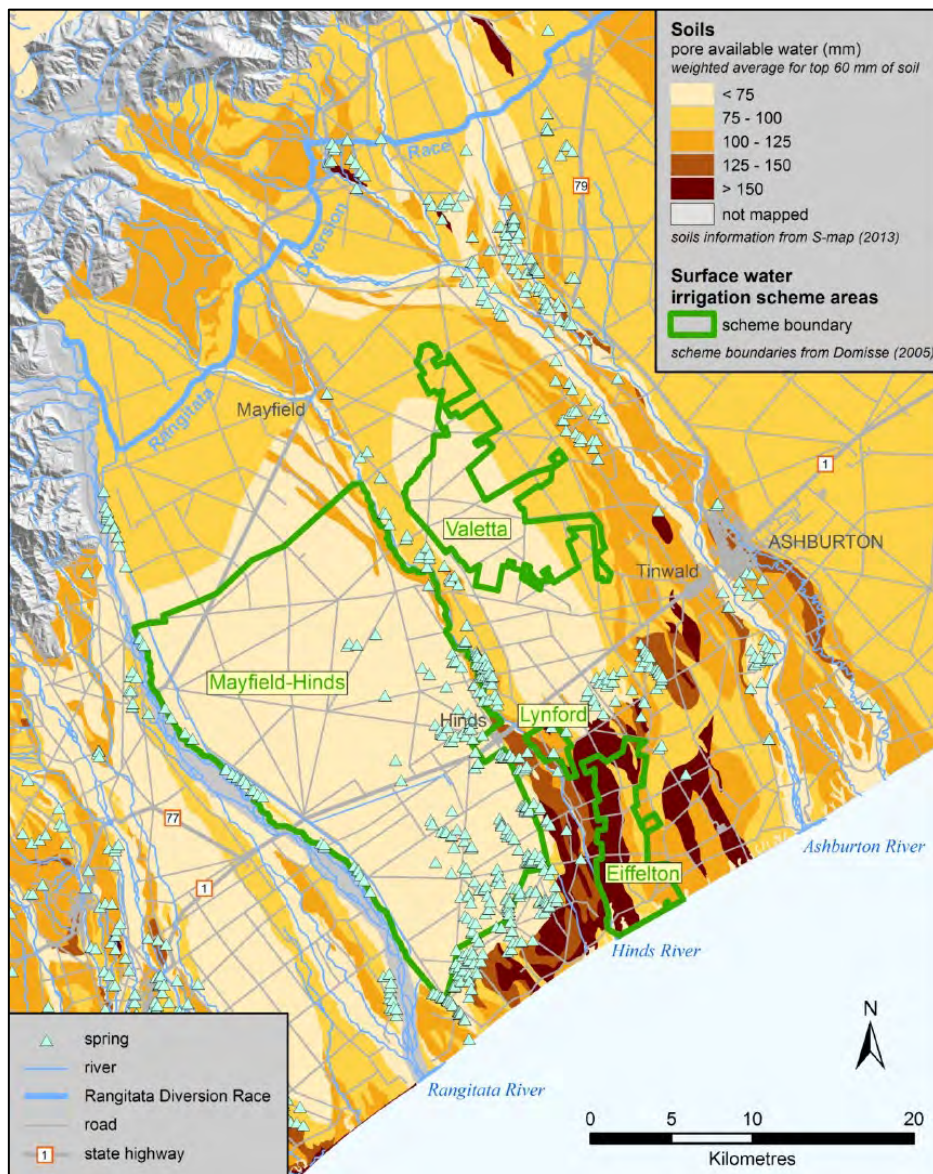 Soils
pore available water (mm)
weighted average for top 60 mm of soil
< 75
75 - 100
100 - 125
125 - 150
> 150
not mapped
soils information from S-map (2013)
Surface water
irrigation scheme areas
scheme boundary
scheme boundaries from Domisse (2005)
Race
79
Diversion
Rangitata
Mayfield
1
Valetta
ASHBURTON
Tinwald
Mayfield-Hinds
Lynford
Hinds
77
1
Eiffelton
Ashburton River
Hinds River
Rangitata River
spring
river
Rangitata Diversion Race
road
1 state highway
N
0 5 10 20
Kilometres